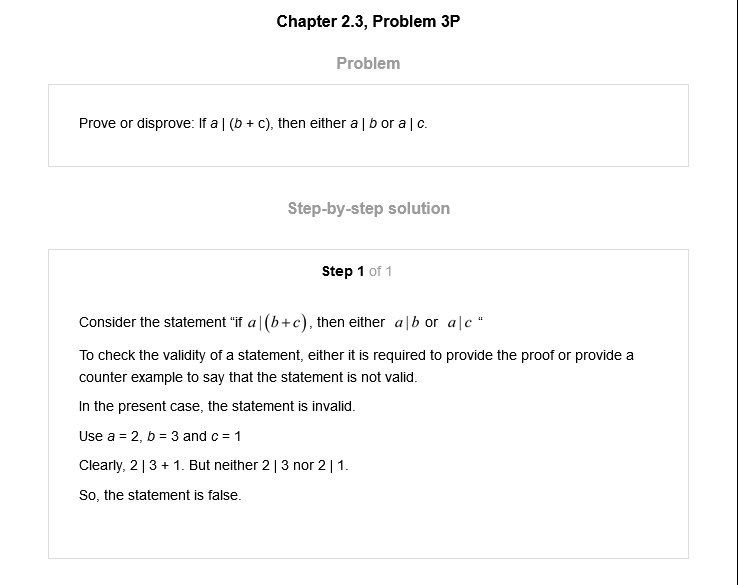 Chapter 2.3, Problem 3P
Problem
Prove or disprove: If a | (b + c), then either a | b or a | c.
Step-by-step solution
Step 1 of 1
Consider the statement “if a|(b+c), then either a|b or a|c “
To check the validity of a statement, either it is required to provide the proof or provide a
counter example to say that the statement is not valid.
In the present case, the statement is invalid.
Use a = 2, b = 3 and c = 1
Clearly, 2 | 3 + 1. But neither 2 | 3 nor 2 | 1.
So, the statement is false.